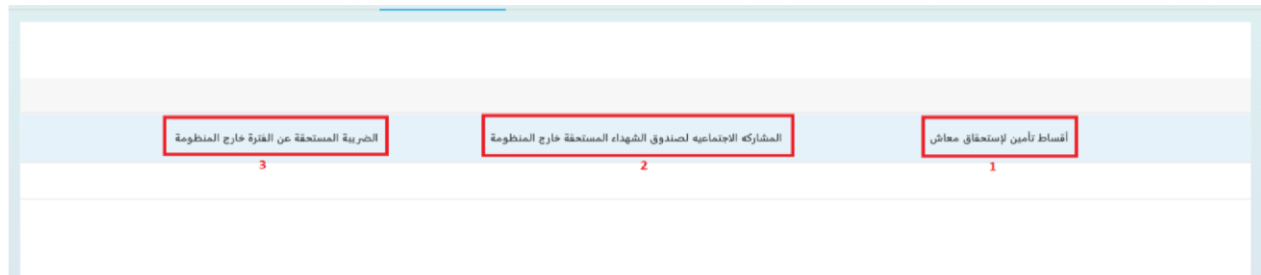 أقساط تأمين لإستحقاق معاش
المشاركه الاجتماعيه لصندوق الشهداء المستحقة خارج المنظومة
الضريبة المستحقة عن الفترة خارج المنظومة
1
2
3